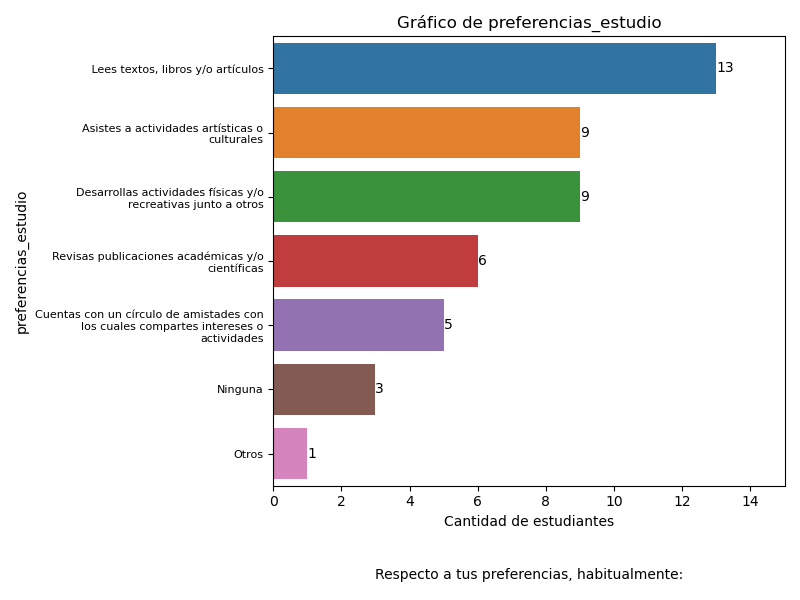 Gráfico de preferencias_estudio
preferencias_estudio
Lees textos, libros y/o artículos
13
Asistes a actividades artísticas o
culturales
9
Desarrollas actividades físicas y/o
recreativas junto a otros
9
Revisas publicaciones académicas y/o
científicas
6
Cuentas con un círculo de amistades con
los cuales compartes intereses o
actividades
5
Ninguna
3
Otros
1
0 2 4 6 8 10 12 14
Cantidad de estudiantes
Respecto a tus preferencias, habitualmente: